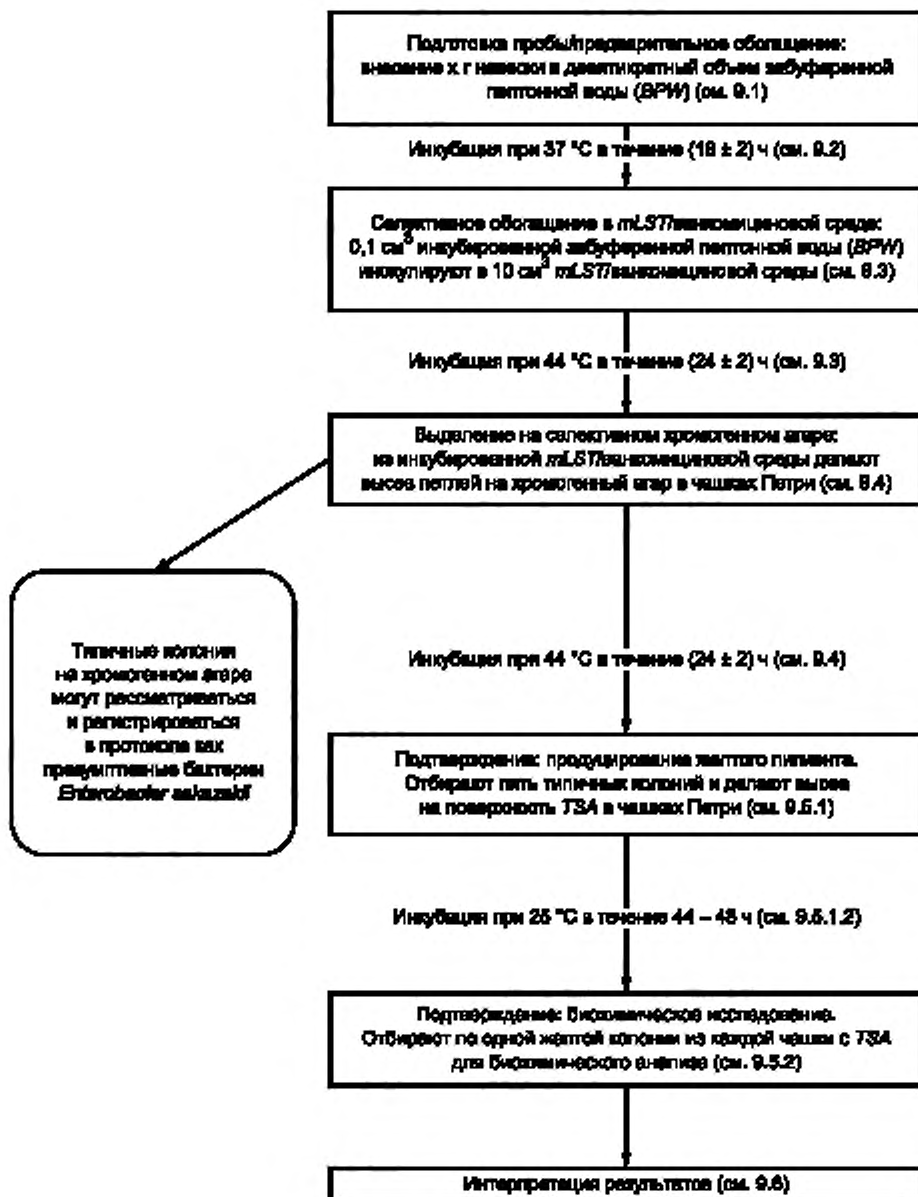 Подготовка пробы/предварительное обогащение:
внесение x г навески в десятикратный объем забуференной
пептонной воды (BPW) (см. 9.1)
Инкубация при 37 °C в течение (18 ± 2) ч (см. 9.2)
Селективное обогащение в mLST/ванкомициновой среде:
0,1 см³ инкубированной забуференной пептонной воды (BPW)
инокулируют в 10 см³ mLST/ванкомициновой среды (см. 9.3)
Инкубация при 44 °C в течение (24 ± 2) ч (см. 9.3)
Выделение на селективном хромогенном агаре:
из инкубированной mLST/ванкомициновой среды делают
высев петлей на хромогенный агар в чашках Петри (см. 9.4)
Типичные колонии
на хромогенном агаре
могут рассматриваться
и регистрироваться
в протокола как
презумптивные бактерии
Enterobacter sakazakii
Инкубация при 44 °C в течение (24 ± 2) ч (см. 9.4)
Подтверждение: продуцирование желтого пигмента.
Отбирают пять типичных колоний и делают высев
на поверхность TSA в чашках Петри (см. 9.5.1)
Инкубация при 25 °C в течение 44 – 48 ч (см. 9.5.1.2)
Подтверждение: биохимическое исследование.
Отбирают по одной желтой колонии из каждой чашки с TSA
для биохимического анализа (см. 9.5.2)
Интерпретация результатов (см. 9.6)